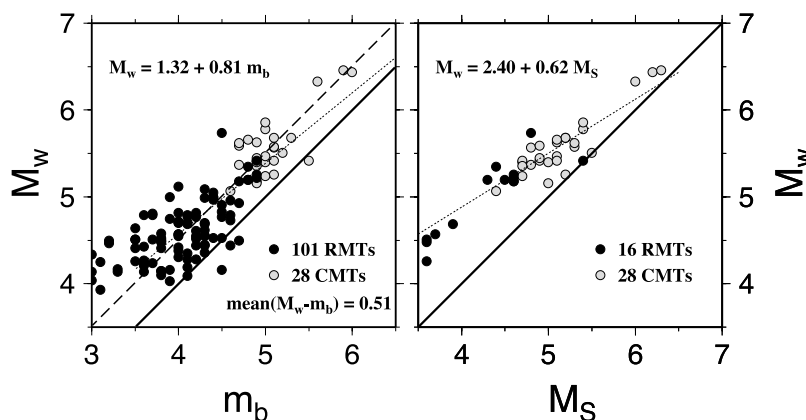 7
6
5
4
M_w
M_w = 1.32 + 0.81 m_b
101 RMTs
28 CMTs
mean(M_w-m_b) = 0.51
3 4 5 6
m_b
M_w = 2.40 + 0.62 M_S
16 RMTs
28 CMTs
4 5 6 7
M_S
7
6
5
4
M_w